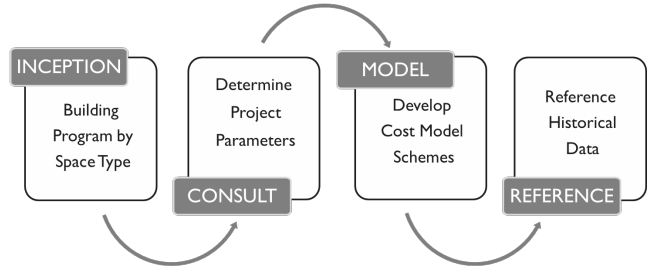 INCEPTION
Building
Program by
Space Type
Determine
Project
Parameters
CONSULT
MODEL
Develop
Cost Model
Schemes
Reference
Historical
Data
REFERENCE